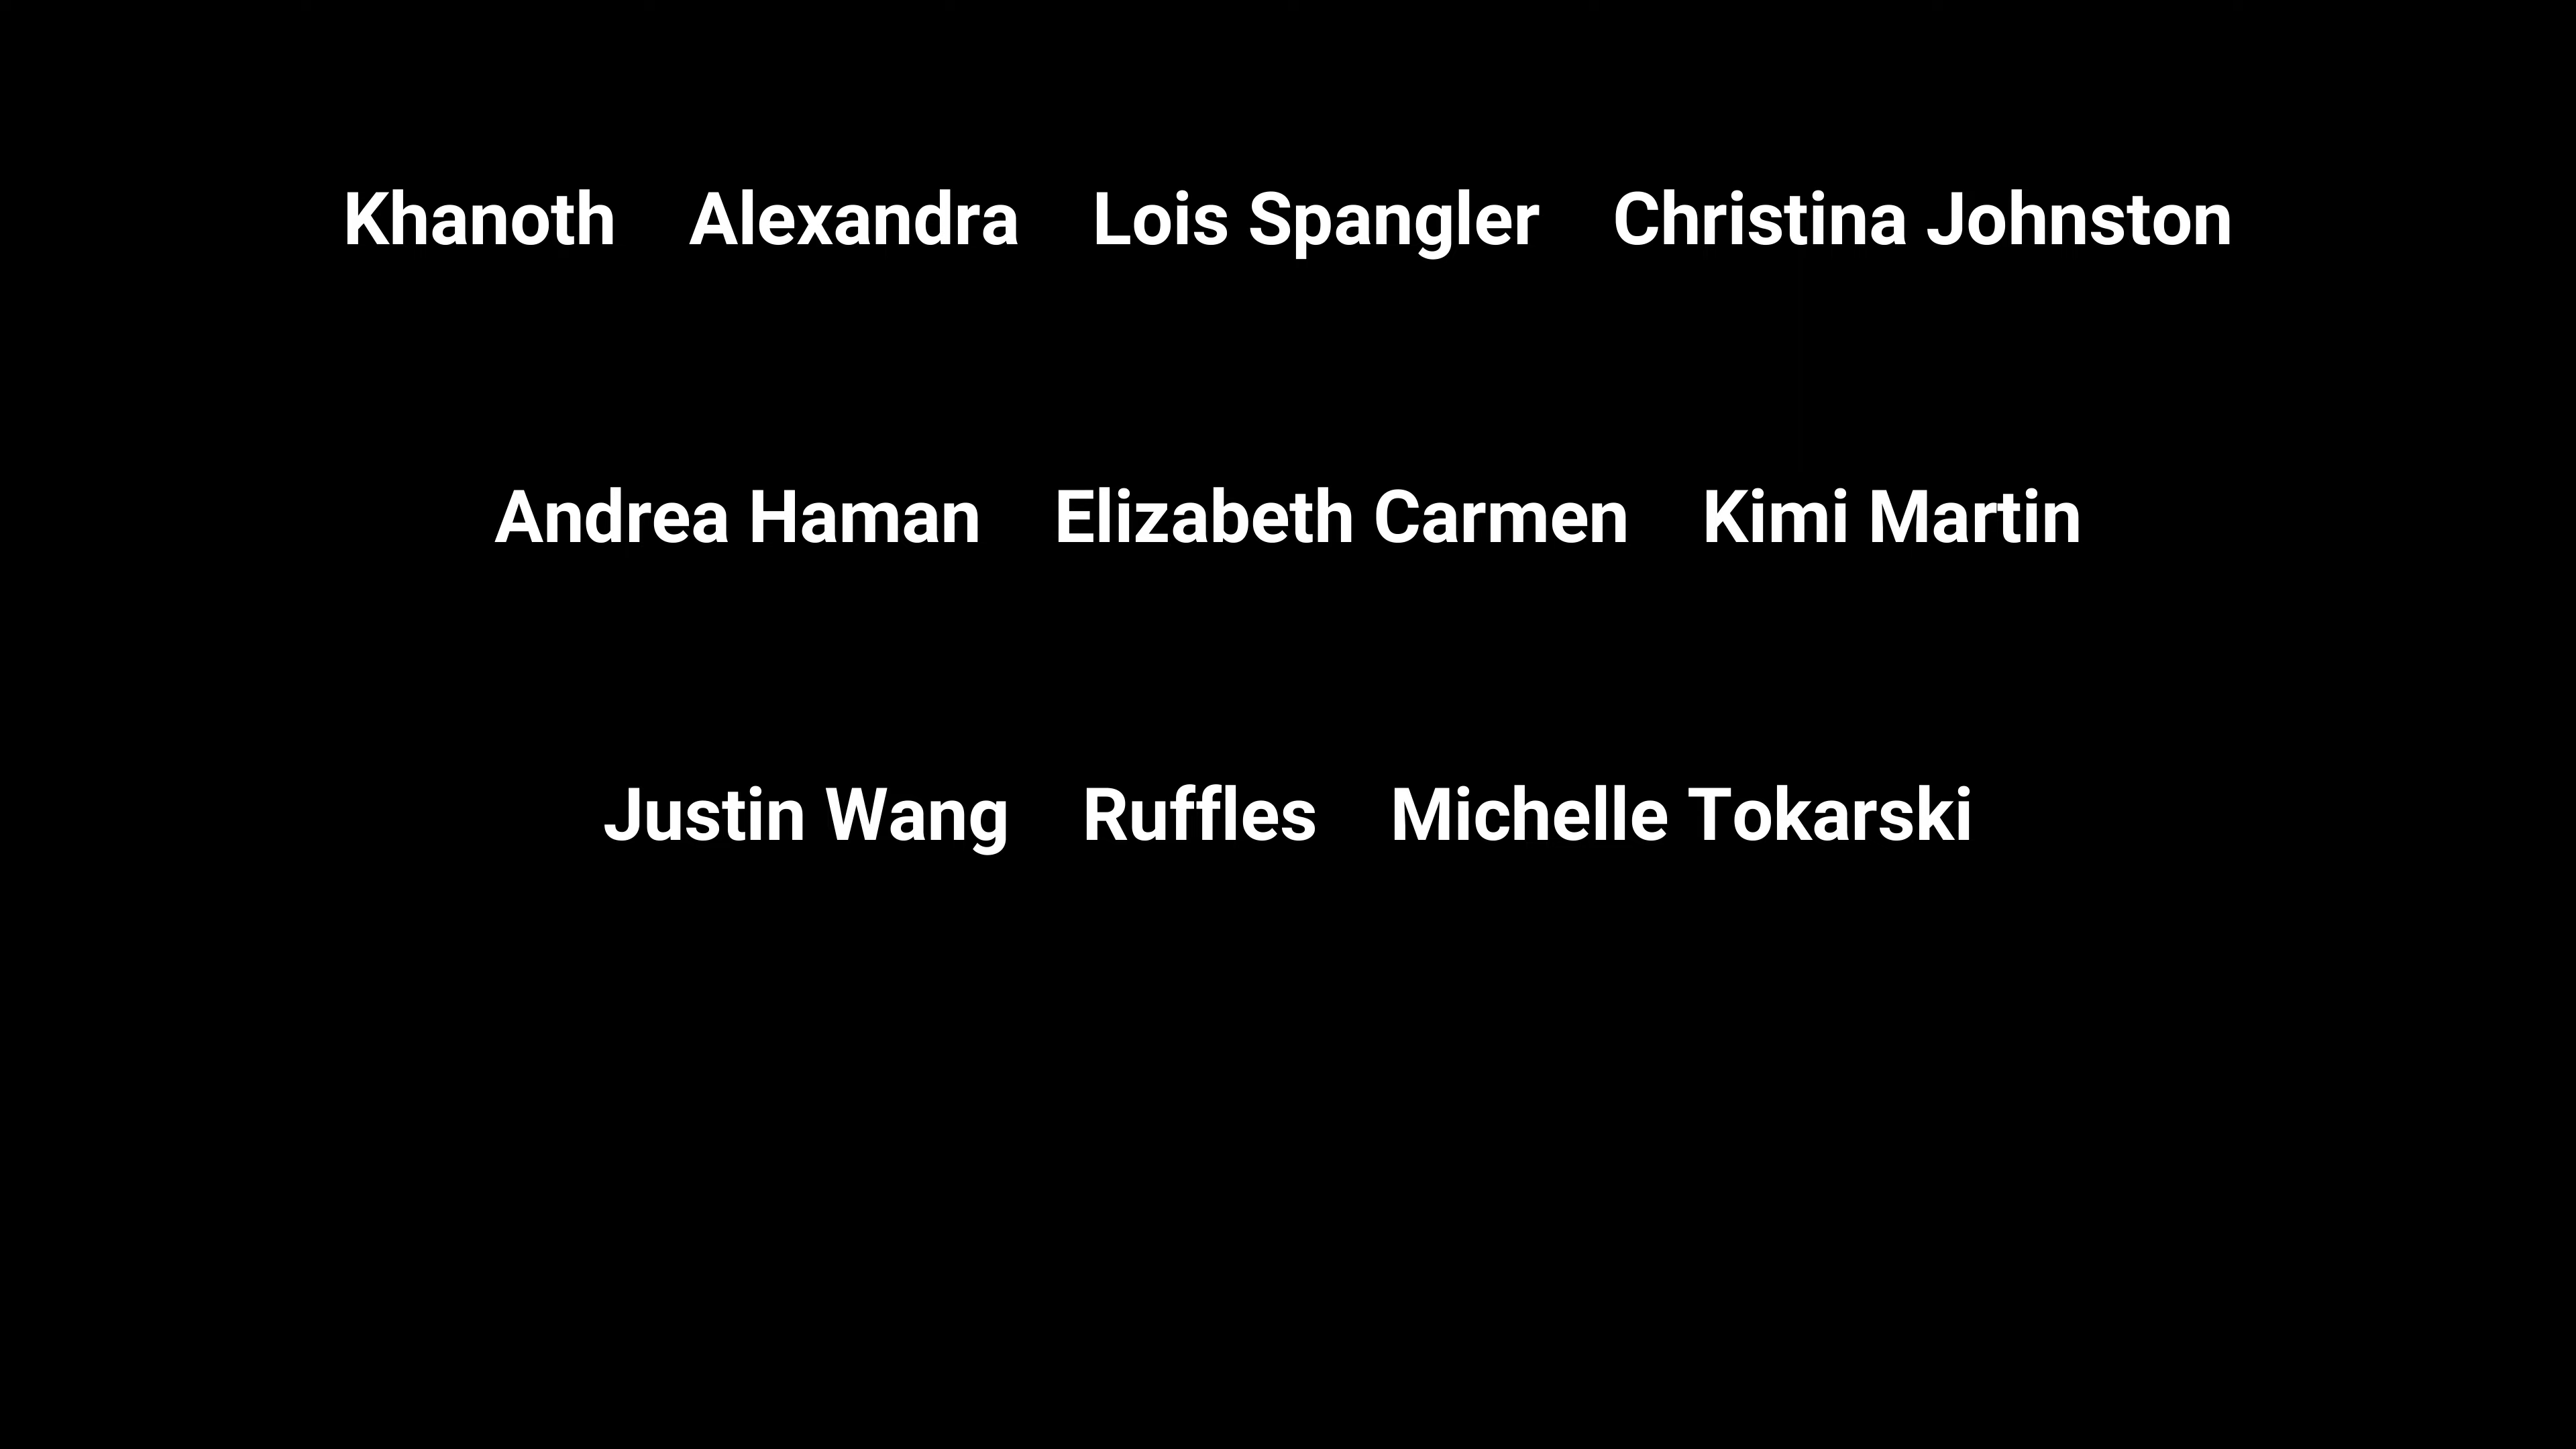 Khanoth Alexandra Lois Spangler Christina Johnston
Andrea Haman Elizabeth Carmen Kimi Martin
Justin Wang Ruffles Michelle Tokarski